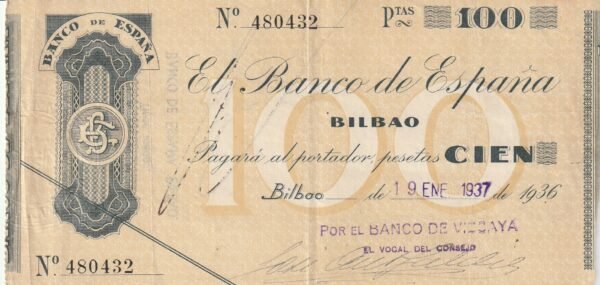 Nº 480432 Ptas 100
BANCO DE ESPAÑA
El Banco de España
BILBAO
100
Pagará al portador, pesetas CIEN
Bilbao de 19 ENE 1937 de 1936
POR EL BANCO DE VIZCAYA
EL VOCAL DEL CONSEJO
Nº 480432